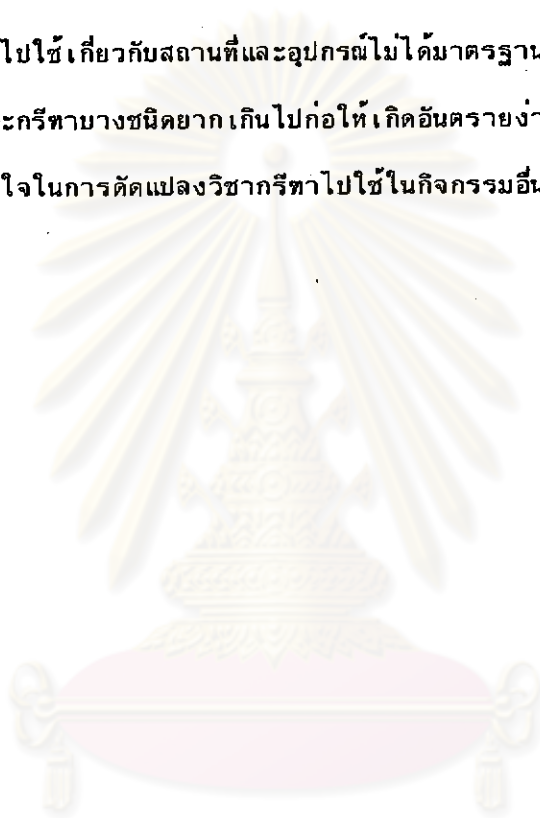 ไปใช้เกี่ยวกับสถานที่และอุปกรณ์ไม่ได้มาตรฐาน
ะกรีฑาบางชนิดยากเกินไปก่อให้เกิดอันตรายง่า
ใจในการดัดแปลงวิชากรีฑาไปใช้ในกิจกรรมอื่น